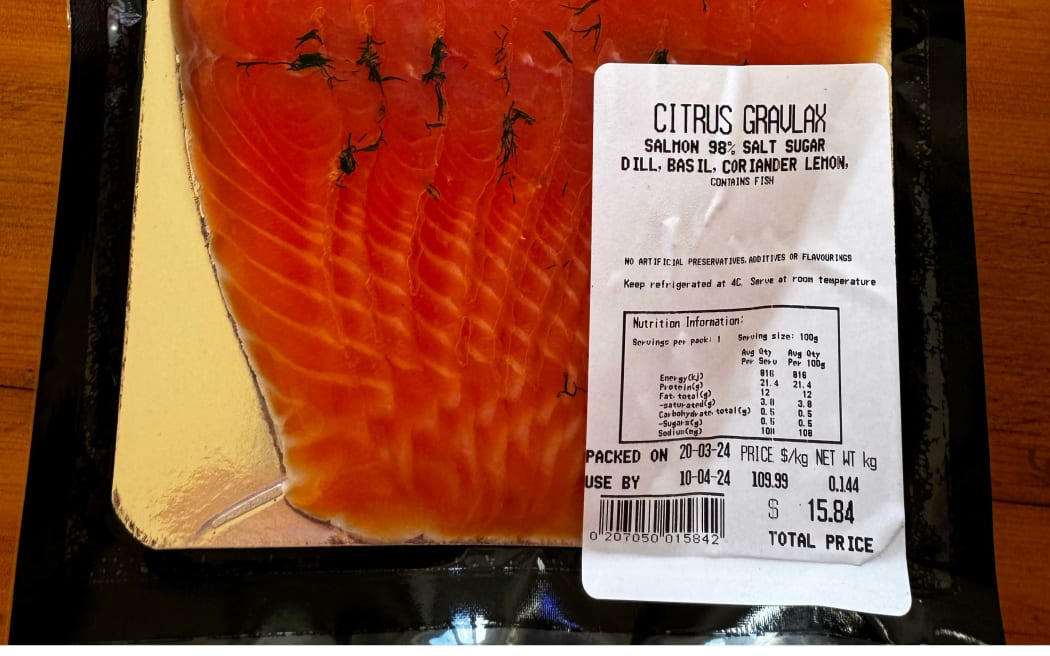 CITRUS GRAVLAX
SALMON 98% SALT SUGAR
DILL, BASIL, CORIANDER LEMON,
CONTAINS FISH
NO ARTIFICIAL PRESERVATIVES, ADDITIVES OR FLAVOURINGS
Keep refrigerated at 4C. Serve at room temperature
Nutrition Information:
Servings per pack: 1 Serving size: 100g
Avg Qty Avg Qty
Per Serv Per 100g
Energy(kj) 816 816
Protein(g) 21.4 21.4
Fat, total(g) 12 12
-saturated(g) 3.8 3.8
Carbohydrate, total(g) 0.5 0.5
-Sugars(g) 0.5 0.5
Sodium(mg) 108 108
PACKED ON 20-03-24 PRICE $/kg NET WT kg
USE BY 10-04-24 109.99 0.144
$ 15.84
0 207050 015842
TOTAL PRICE